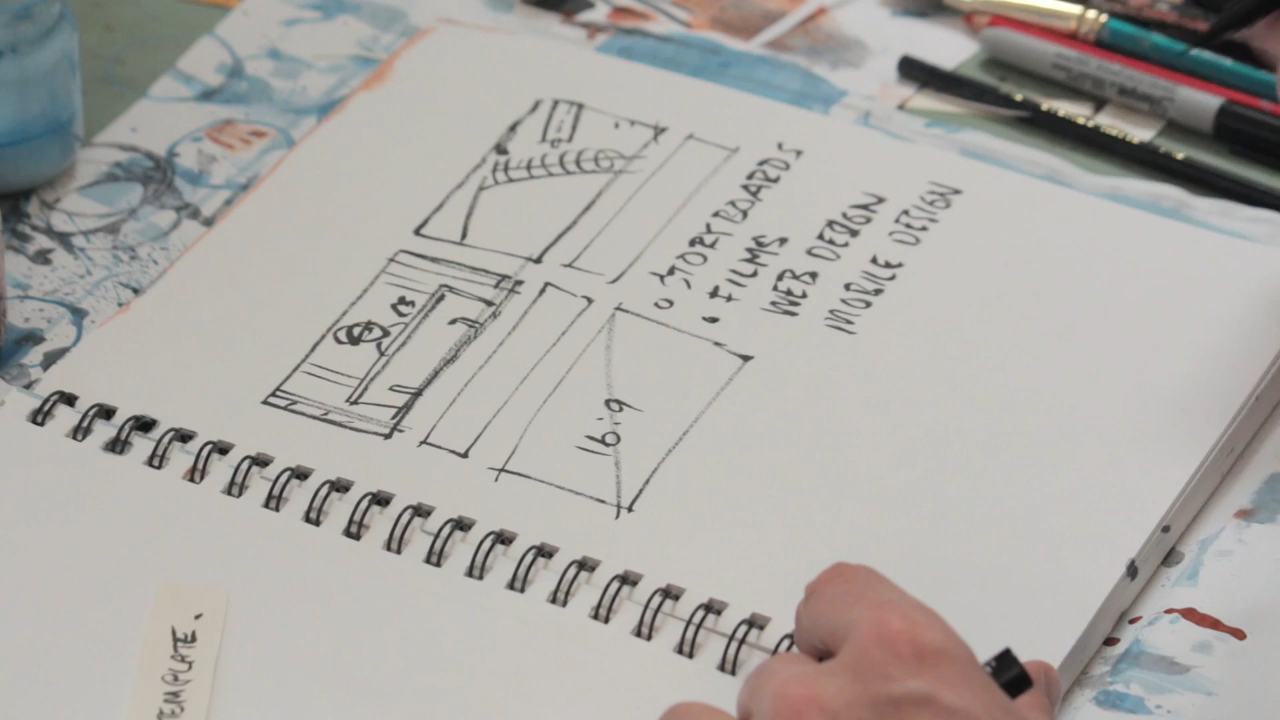 STORYBOARDS
FILMS
WEB DESIGN
MOBILE DESIGN
16:9
TEMPLATE.